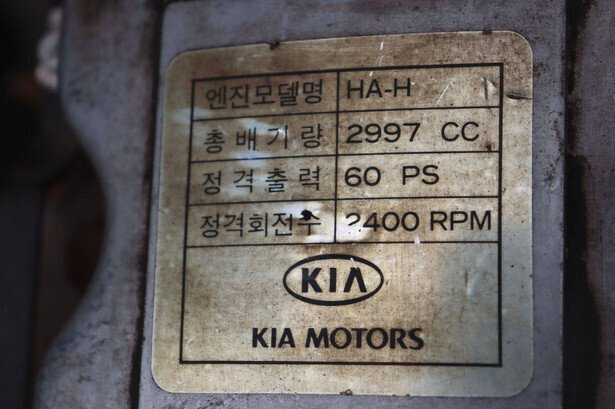 엔진모델명 HA-H
총배기량 2997 CC
정격출력 60 PS
정격회전수 2400 RPM
KIA
KIA MOTORS